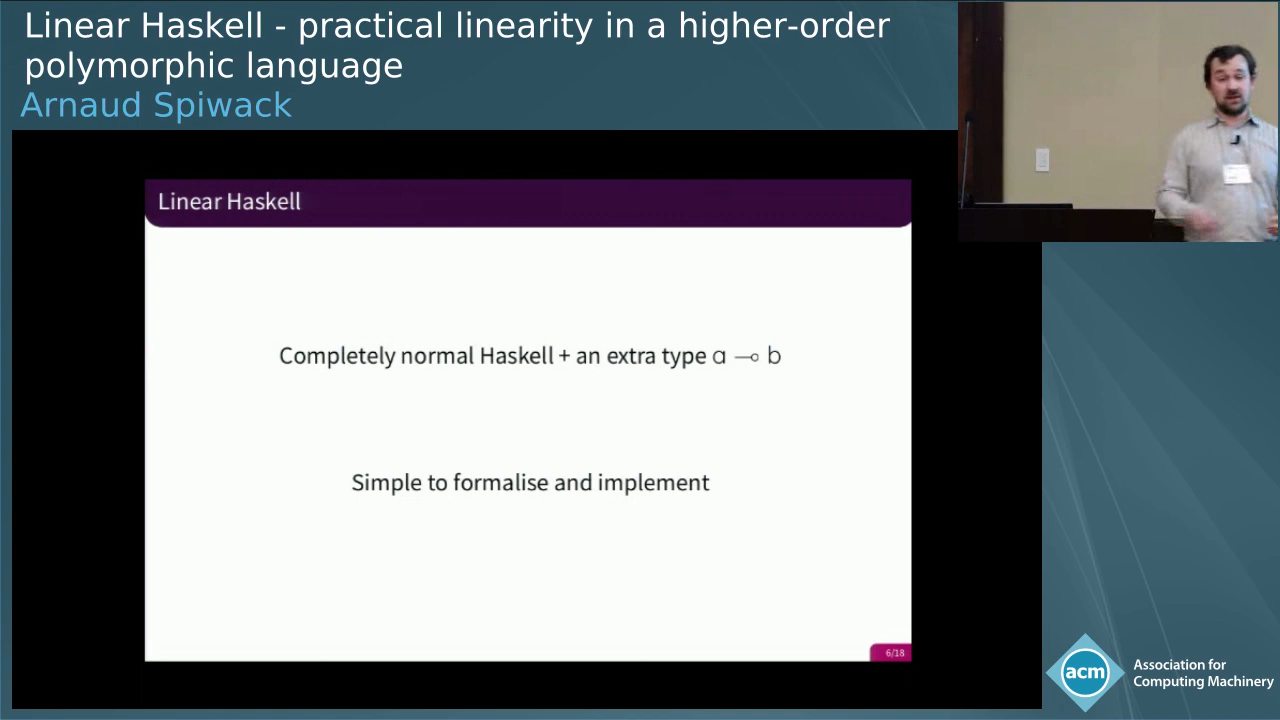 Linear Haskell - practical linearity in a higher-order
polymorphic language
Arnaud Spiwack
Linear Haskell
Completely normal Haskell + an extra type a ⊸ b
Simple to formalise and implement
6/18
acm
Association for
Computing Machinery